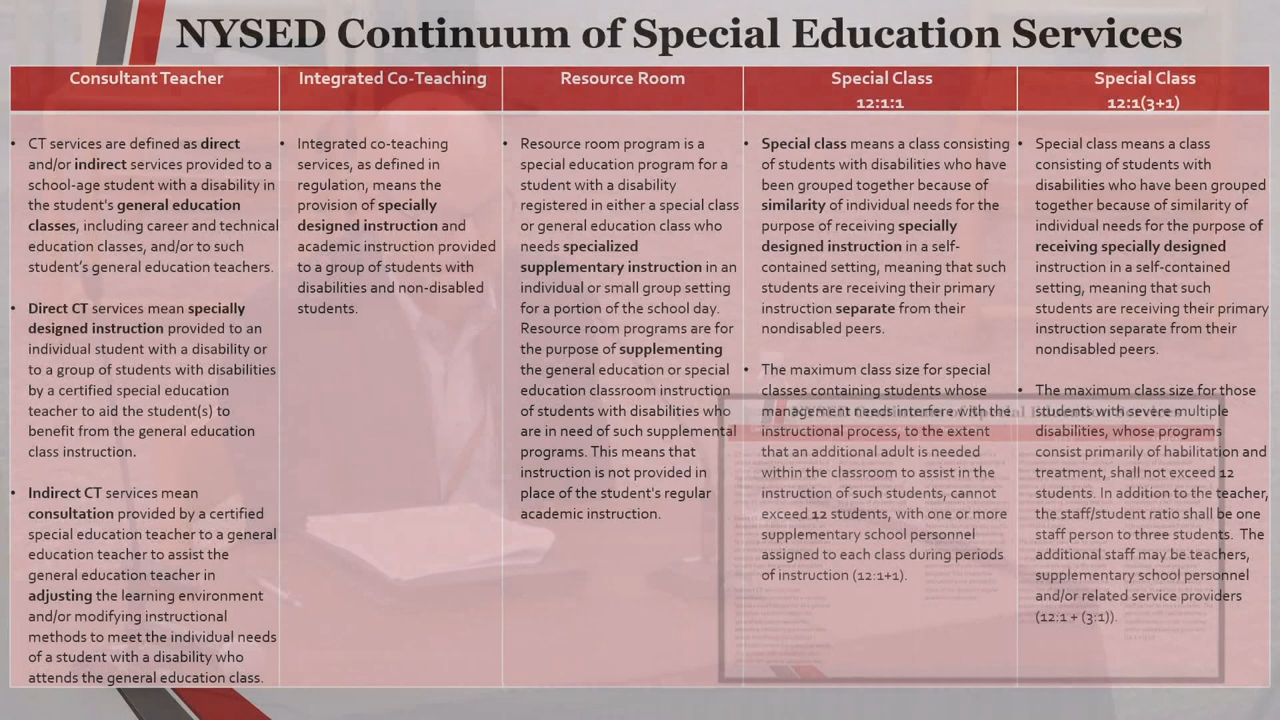 NYSED Continuum of Special Education Services
Consultant Teacher
• CT services are defined as direct
and/or indirect services provided to a
school-age student with a disability in
the student's general education
classes, including career and technical
education classes, and/or to such
student's general education teachers.
• Direct CT services mean specially
designed instruction provided to an
individual student with a disability or
to a group of students with disabilities
by a certified special education
teacher to aid the student(s) to
benefit from the general education
class instruction.
• Indirect CT services mean
consultation provided by a certified
special education teacher to a general
education teacher to assist the
general education teacher in
adjusting the learning environment
and/or modifying instructional
methods to meet the individual needs
of a student with a disability who
attends the general education class.
Integrated Co-Teaching
• Integrated co-teaching
services, as defined in
regulation, means the
provision of specially
designed instruction and
academic instruction provided
to a group of students with
disabilities and non-disabled
students.
Resource Room
• Resource room program is a
special education program for a
student with a disability
registered in either a special class
or general education class who
needs specialized
supplementary instruction in an
individual or small group setting
for a portion of the school day.
Resource room programs are for
the purpose of supplementing
the general education or special
education classroom instruction
of students with disabilities who
are in need of such supplemental
programs. This means that
instruction is not provided in
place of the student's regular
academic instruction.
Special Class
12:1:1
• Special class means a class consisting
of students with disabilities who have
been grouped together because of
similarity of individual needs for the
purpose of receiving specially
designed instruction in a self-
contained setting, meaning that such
students are receiving their primary
instruction separate from their
nondisabled peers.
• The maximum class size for special
classes containing students whose
management needs interfere with the
instructional process, to the extent
that an additional adult is needed
within the classroom to assist in the
instruction of such students, cannot
exceed 12 students, with one or more
supplementary school personnel
assigned to each class during periods
of instruction (12:1+1).
Special Class
12:1(3+1)
• Special class means a class
consisting of students with
disabilities who have been grouped
together because of similarity of
individual needs for the purpose of
receiving specially designed
instruction in a self-contained
setting, meaning that such
students are receiving their primary
instruction separate from their
nondisabled peers.
• The maximum class size for those
students with severe multiple
disabilities, whose programs
consist primarily of habilitation and
treatment, shall not exceed 12
students. In addition to the teacher,
the staff/student ratio shall be one
staff person to three students. The
additional staff may be teachers,
supplementary school personnel
and/or related service providers
(12:1 + (3:1)).